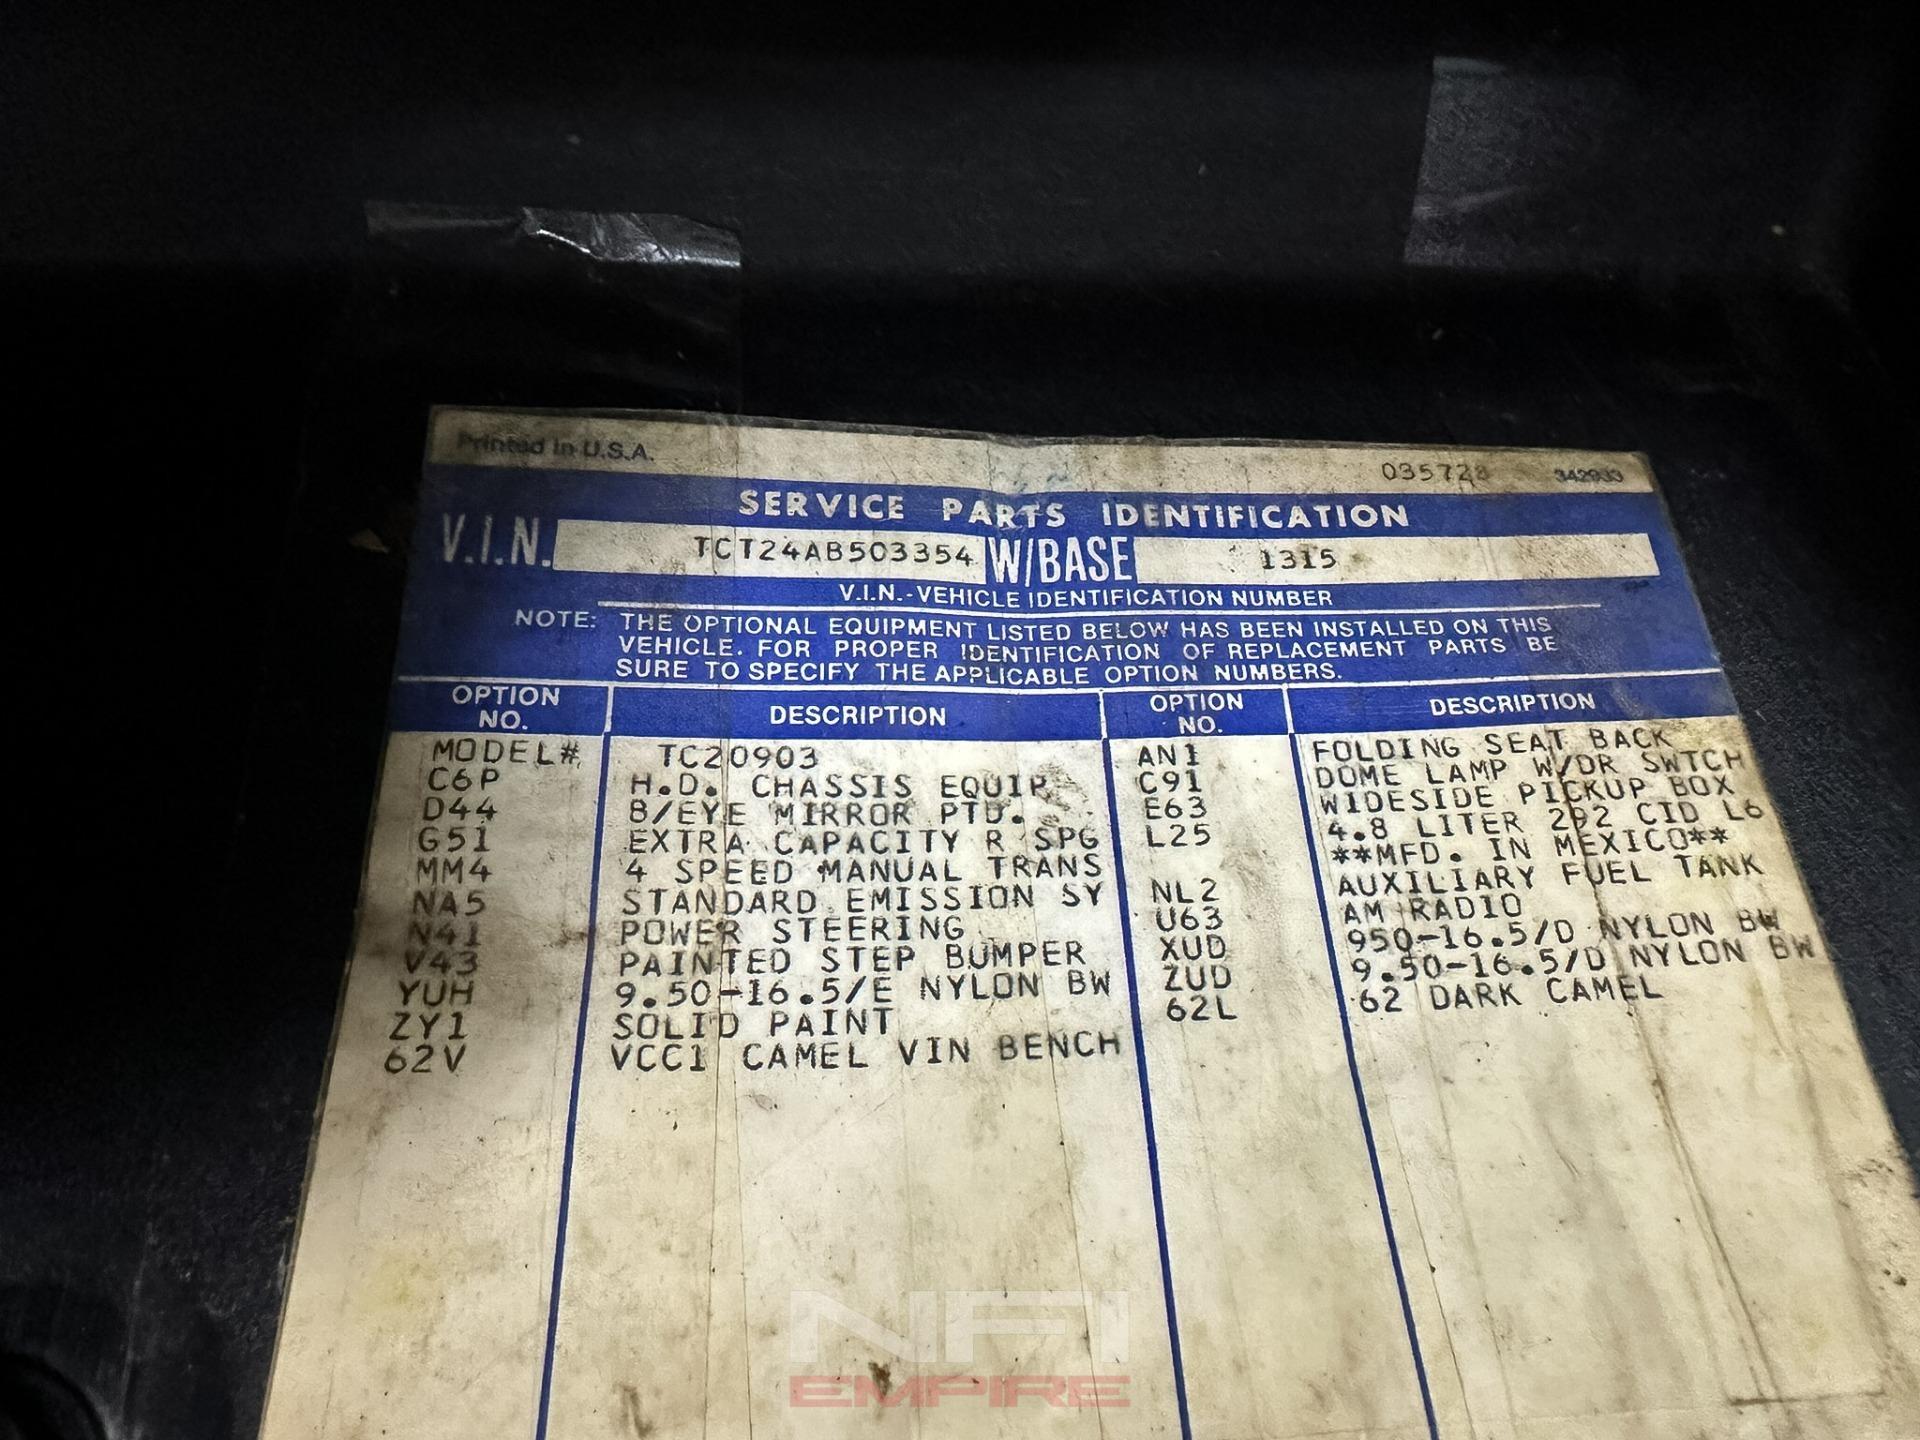 Printed in U.S.A.
035728 342903
SERVICE PARTS IDENTIFICATION
V.I.N. TCT24AB503354 W/BASE 1315
V.I.N.-VEHICLE IDENTIFICATION NUMBER
NOTE: THE OPTIONAL EQUIPMENT LISTED BELOW HAS BEEN INSTALLED ON THIS
VEHICLE. FOR PROPER IDENTIFICATION OF REPLACEMENT PARTS BE
SURE TO SPECIFY THE APPLICABLE OPTION NUMBERS.
OPTION NO. DESCRIPTION OPTION NO. DESCRIPTION
MODEL# TC20903 AN1 FOLDING SEAT BACK
C6P H.D. CHASSIS EQUIP C91 DOME LAMP W/DR SWTCH
D44 B/EYE MIRROR PTD. E63 WIDESIDE PICKUP BOX
G51 EXTRA CAPACITY R SPG L25 4.8 LITER 292 CID L6
MM4 4 SPEED MANUAL TRANS **MFD. IN MEXICO**
NA5 STANDARD EMISSION SY NL2 AUXILIARY FUEL TANK
N41 POWER STEERING U63 AM RADIO
V43 PAINTED STEP BUMPER XUD 950-16.5/D NYLON BW
YUH 9.50-16.5/E NYLON BW ZUD 9.50-16.5/D NYLON BW
ZY1 SOLID PAINT 62L 62 DARK CAMEL
62V VCC1 CAMEL VIN BENCH
NFI
EMPIRE